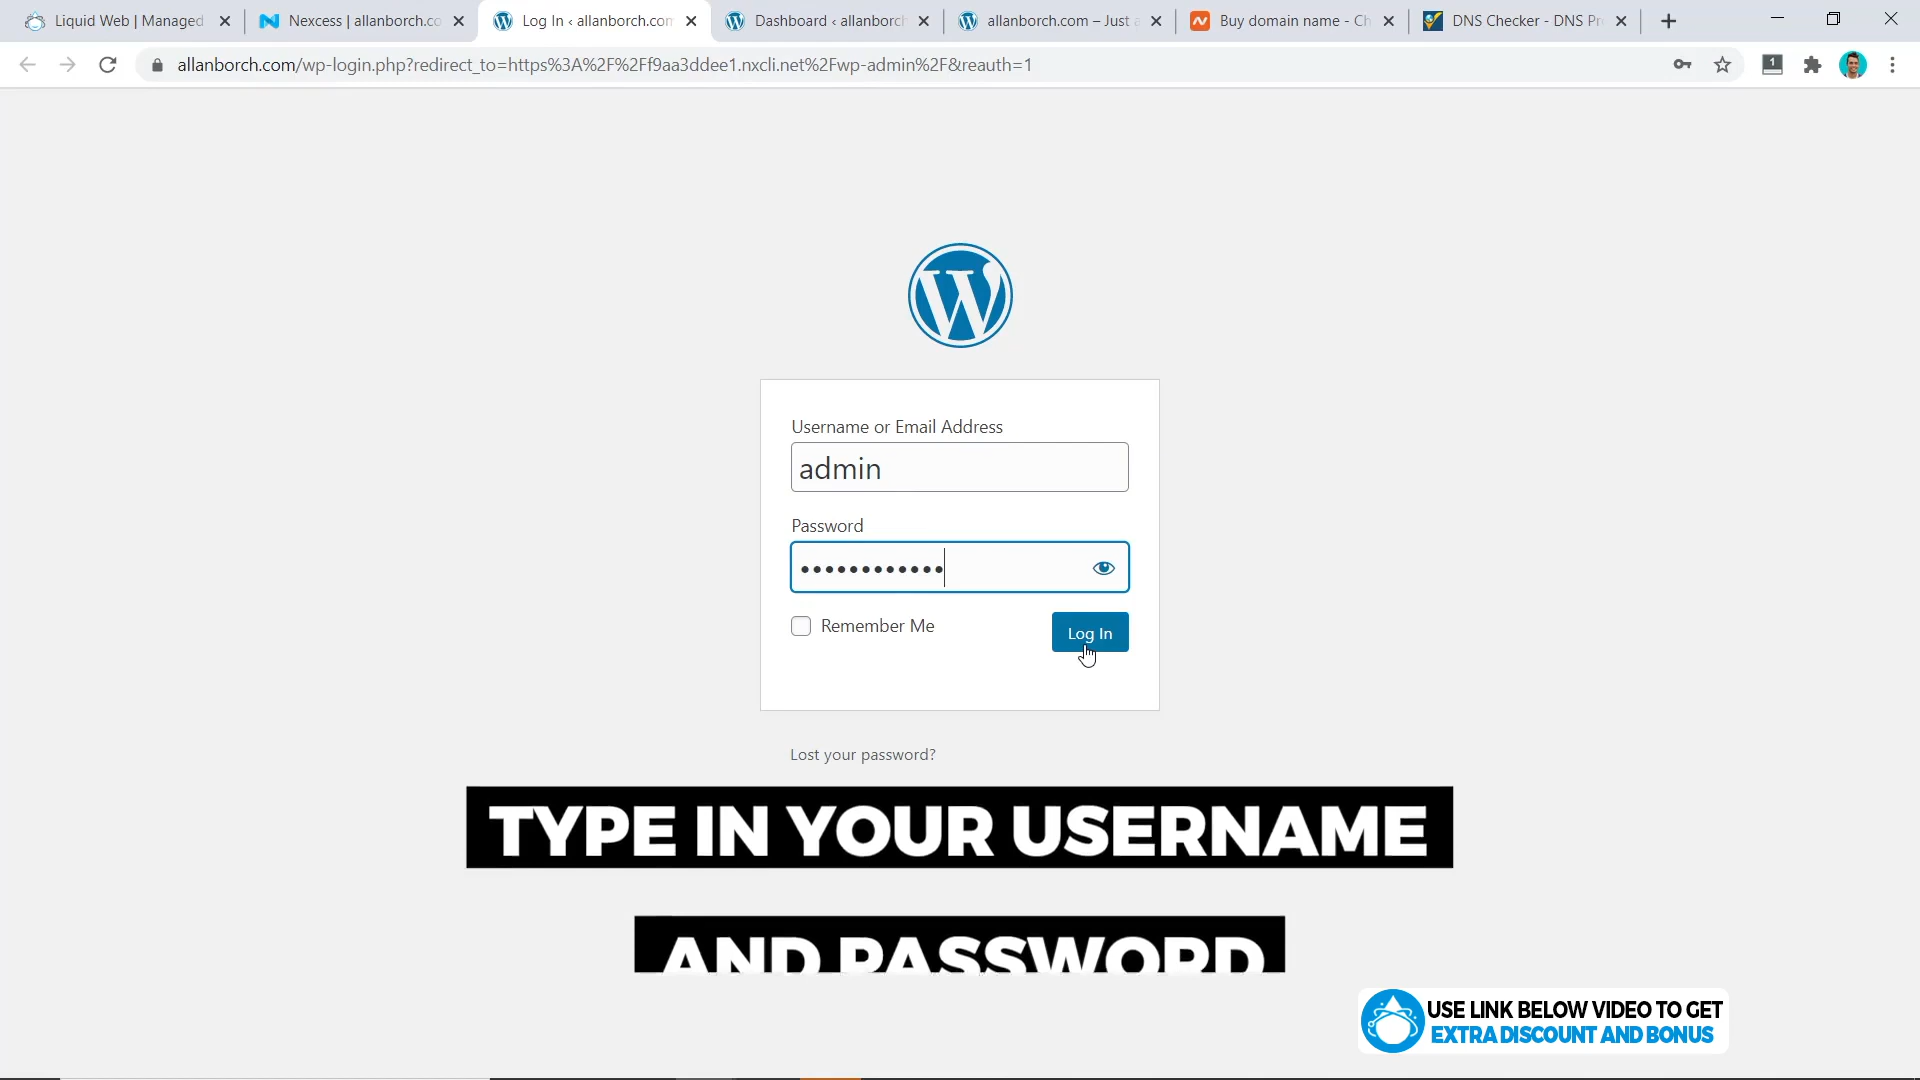 Liquid Web | Managed
Nexcess | allanborch.co
Log In ‹ allanborch.com
Dashboard ‹ allanborch
allanborch.com – Just a
Buy domain name - Ch
DNS Checker - DNS Pr
allanborch.com/wp-login.php?redirect_to=https%3A%2F%2Ff9aa3ddee1.nxcli.net%2Fwp-admin%2F&reauth=1
1
Username or Email Address
admin
Password
Remember Me
Log In
Lost your password?
TYPE IN YOUR USERNAME
AND PASSWORD
USE LINK BELOW VIDEO TO GET
EXTRA DISCOUNT AND BONUS